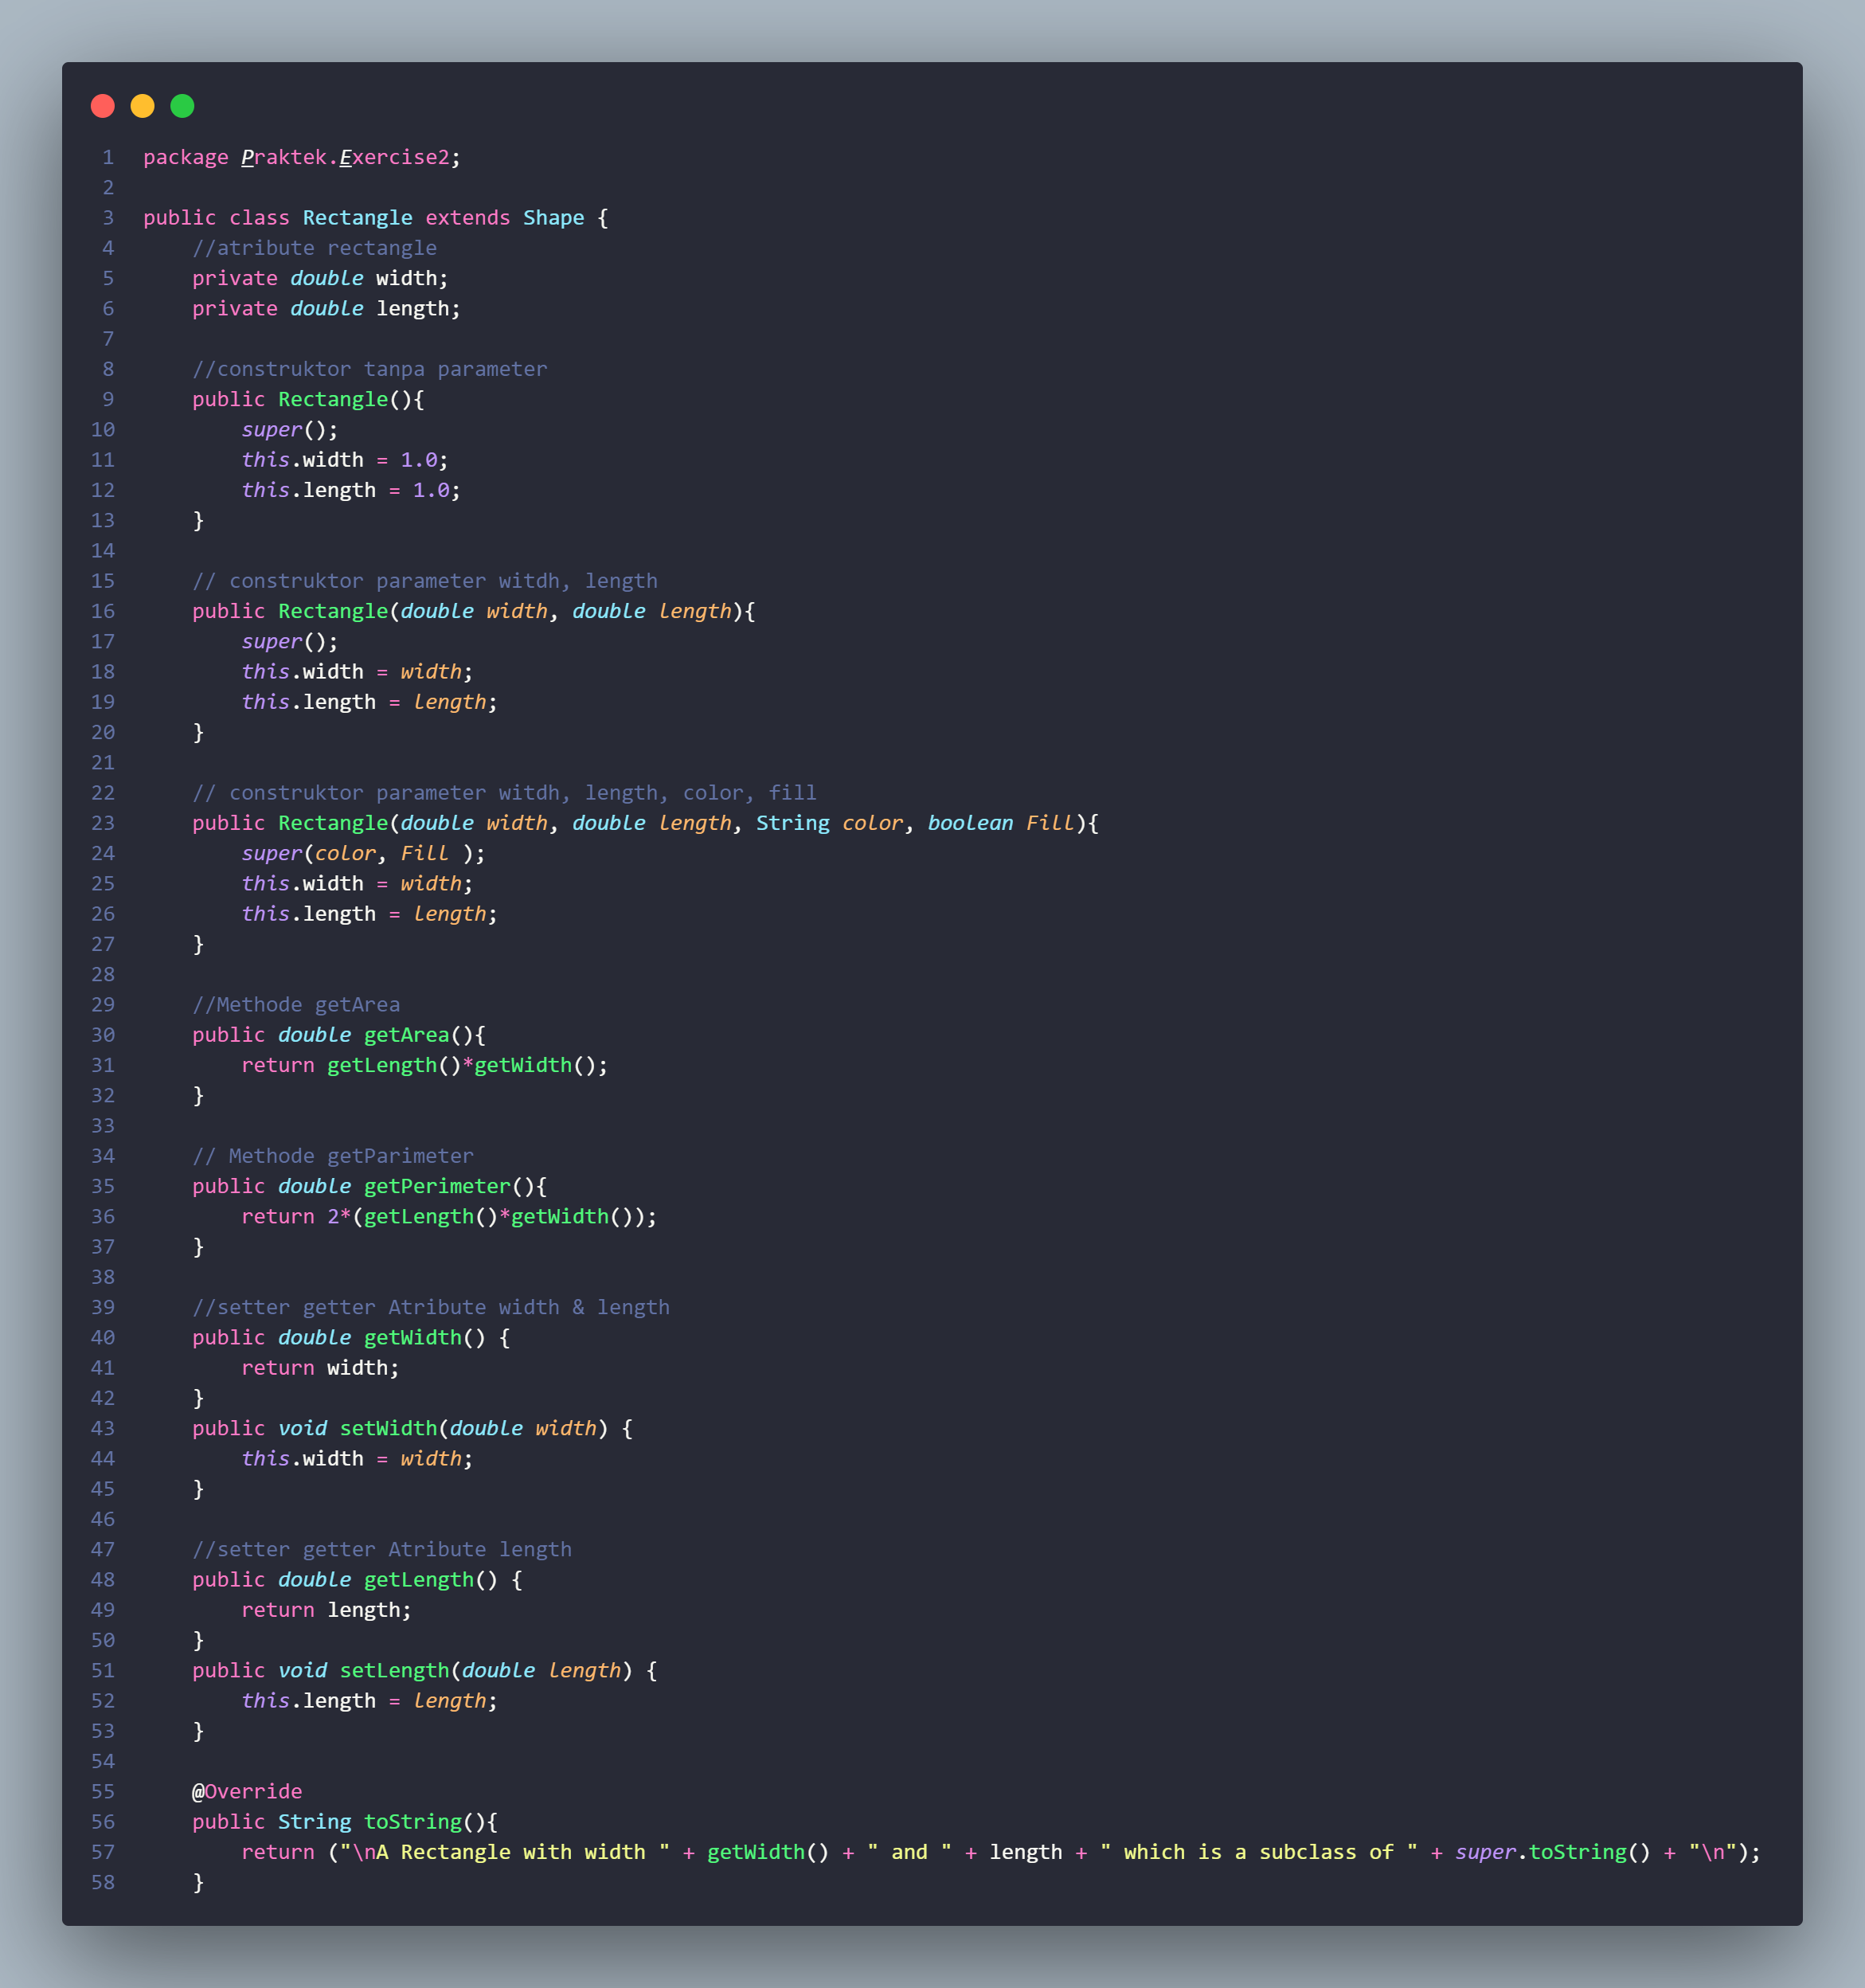 1 package Praktek.Exercise2;
2
3 public class Rectangle extends Shape {
4     //atribute rectangle
5     private double width;
6     private double length;
7
8     //construktor tanpa parameter
9     public Rectangle(){
10         super();
11         this.width = 1.0;
12         this.length = 1.0;
13     }
14
15     // construktor parameter witdh, length
16     public Rectangle(double width, double length){
17         super();
18         this.width = width;
19         this.length = length;
20     }
21
22     // construktor parameter witdh, length, color, fill
23     public Rectangle(double width, double length, String color, boolean Fill){
24         super(color, Fill );
25         this.width = width;
26         this.length = length;
27     }
28
29     //Methode getArea
30     public double getArea(){
31         return getLength()*getWidth();
32     }
33
34     // Methode getParimeter
35     public double getPerimeter(){
36         return 2*(getLength()*getWidth());
37     }
38
39     //setter getter Atribute width & length
40     public double getWidth() {
41         return width;
42     }
43     public void setWidth(double width) {
44         this.width = width;
45     }
46
47     //setter getter Atribute length
48     public double getLength() {
49         return length;
50     }
51     public void setLength(double length) {
52         this.length = length;
53     }
54
55     @Override
56     public String toString(){
57         return ("\nA Rectangle with width " + getWidth() + " and " + length + " which is a subclass of " + super.toString() + "\n");
58     }